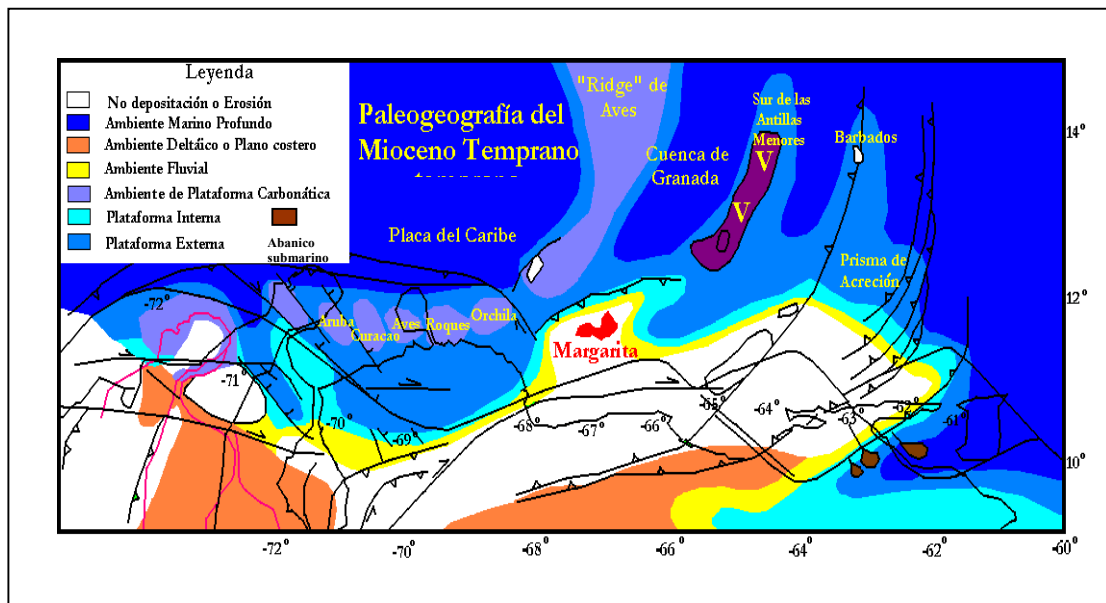 Leyenda
No depositación o Erosión
Ambiente Marino Profundo
Ambiente Deltáico o Plano costero
Ambiente Fluvial
Ambiente de Plataforma Carbonática
Plataforma Interna
Plataforma Externa
Abanico
submarino
Paleogeografía del
Mioceno Temprano
"Ridge" de
Aves
Sur de las
Antillas
Menores
Barbados
Cuenca de
Granada
V
V
Placa del Caribe
Prisma de
Acreción
14°
12°
10°
-72°
Aruba
Curacao
Aves
Roques
Orchila
Margarita
-71°
-70°
-69°
-68°
-67°
-66°
-65°
-64°
-63°
-62°
-61°
-72°
-70°
-68°
-66°
-64°
-62°
-60°